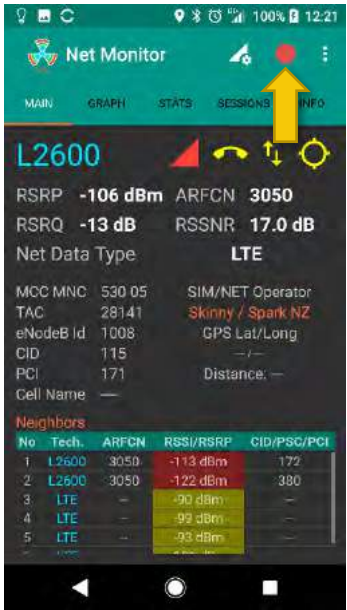 100% 12:21
Net Monitor
MAIN GRAPH STATS SESSIONS INFO
L2600
RSRP -106 dBm ARFCN 3050
RSRQ -13 dB RSSNR 17.0 dB
Net Data Type LTE
MCC MNC 530 05 SIM/NET Operator
TAC 28141 Skinny / Spark NZ
eNodeB Id 1008 GPS Lat/Long
CID 115 —/—
PCI 171 Distance: —
Cell Name —
Neighbors
No Tech. ARFCN RSSI/RSRP CID/PSC/PCI
1 L2600 3050 -113 dBm 172
2 L2600 3050 -122 dBm 380
3 LTE — -90 dBm —
4 LTE — -99 dBm —
5 LTE — -93 dBm —